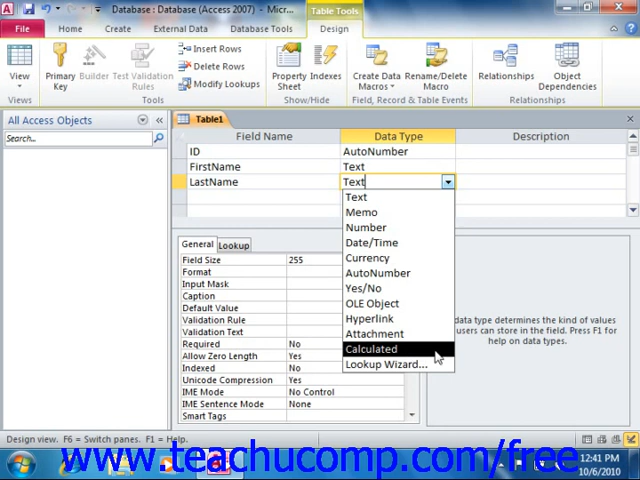 Database : Database (Access 2007) - Micr...
Table Tools
File
Home
Create
External Data
Database Tools
Design
View
Primary Key
Builder
Test Validation Rules
Insert Rows
Delete Rows
Modify Lookups
Property Sheet
Indexes
Create Data Macros
Rename/Delete Macro
Relationships
Object Dependencies
Views
Tools
Show/Hide
Field, Record & Table Events
Relationships
All Access Objects
Search...
Table1
Field Name
Data Type
Description
ID
AutoNumber
FirstName
Text
LastName
Text
Text
Memo
Number
Date/Time
Currency
AutoNumber
Yes/No
OLE Object
Hyperlink
Attachment
Calculated
Lookup Wizard...
General
Lookup
Field Size
255
Format
Input Mask
Caption
Default Value
Validation Rule
Validation Text
Required
No
Allow Zero Length
Yes
Indexed
No
Unicode Compression
Yes
IME Mode
No Control
IME Sentence Mode
None
Smart Tags
data type determines the kind of values
users can store in the field. Press F1 for
help on data types.
Design view. F6 = Switch panes. F1 = Help.
www.teachucomp.com/free
12:41 PM
10/6/2010